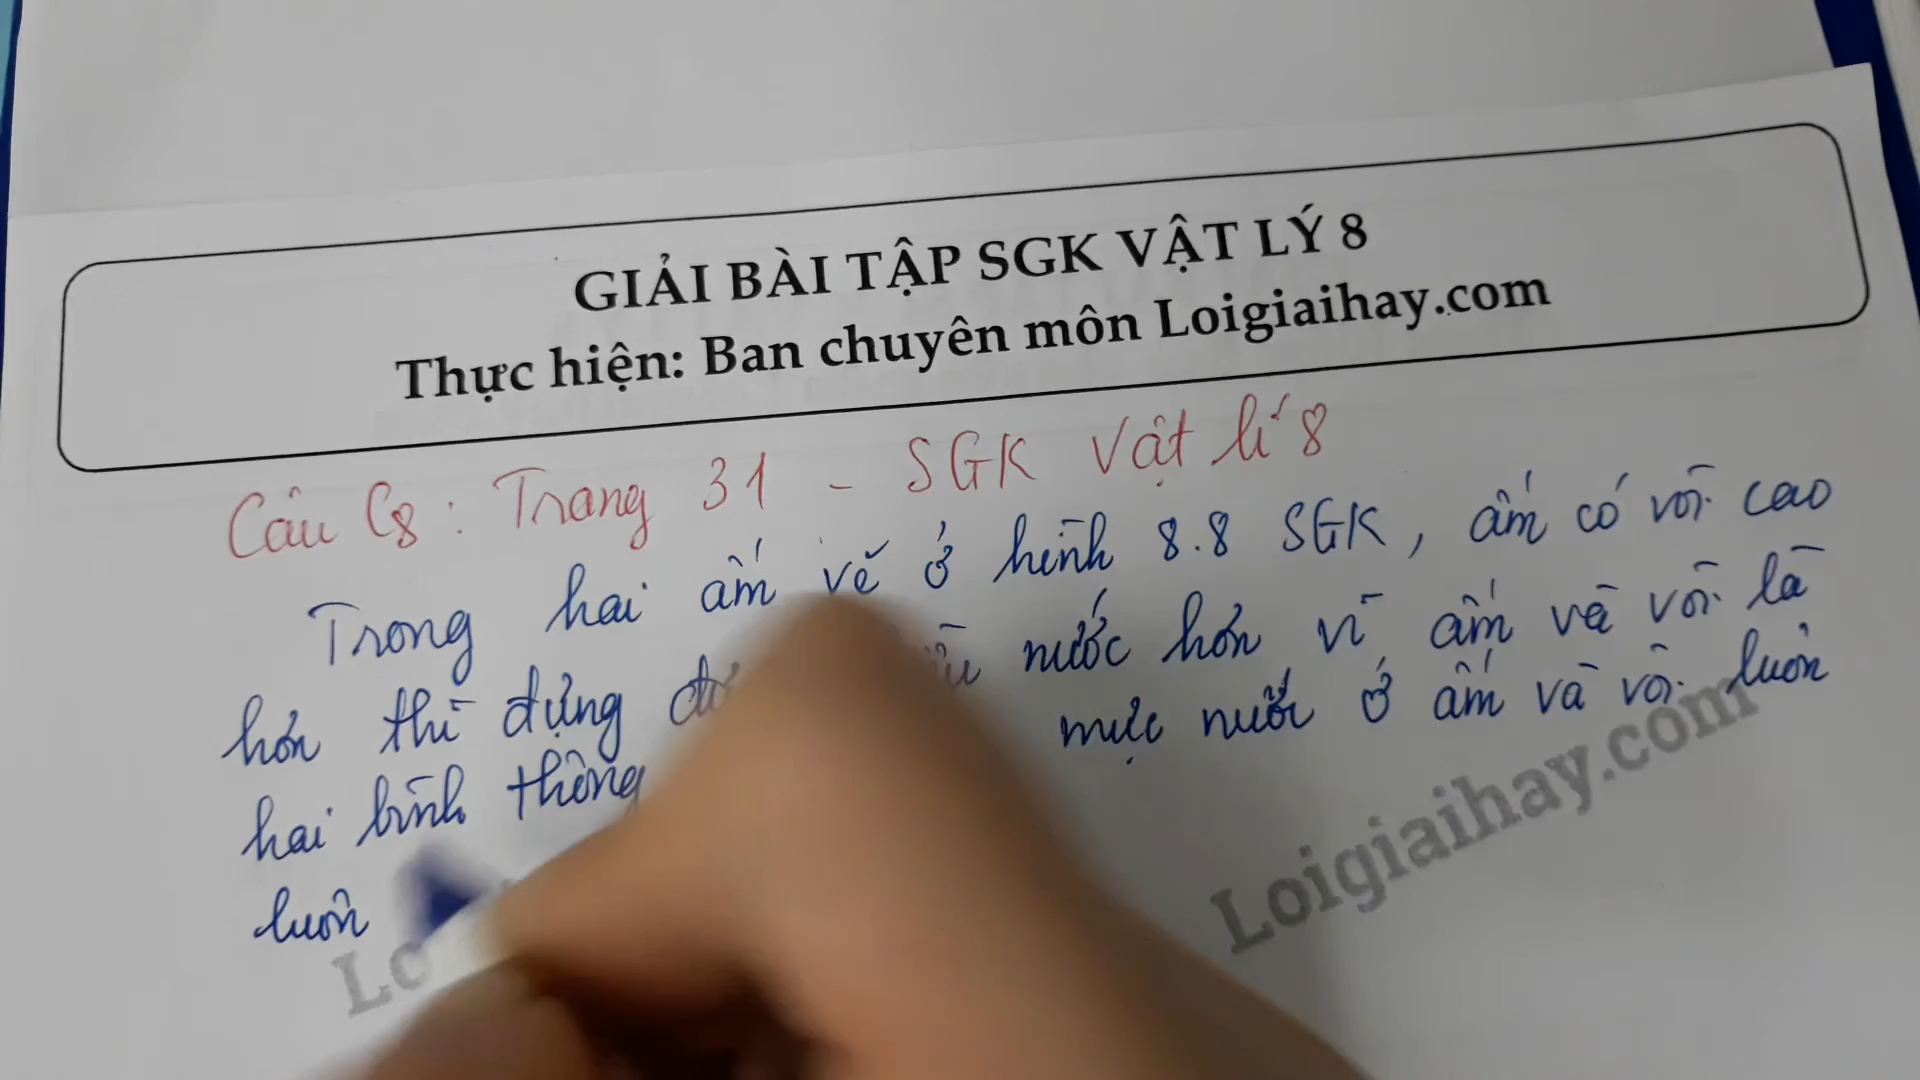 GIẢI BÀI TẬP SGK VẬT LÝ 8
Thực hiện: Ban chuyên môn Loigiaihay.com
Câu C8: Trang 31 - SGK Vật lí 8
Trong hai ấm vẽ ở hình 8.8 SGK, ấm có vòi cao
hơn thì đựng nước hơn vì ấm và vòi là
hai bình thông mực nước ở ấm và vòi luôn
luôn
Loigiaihay.com